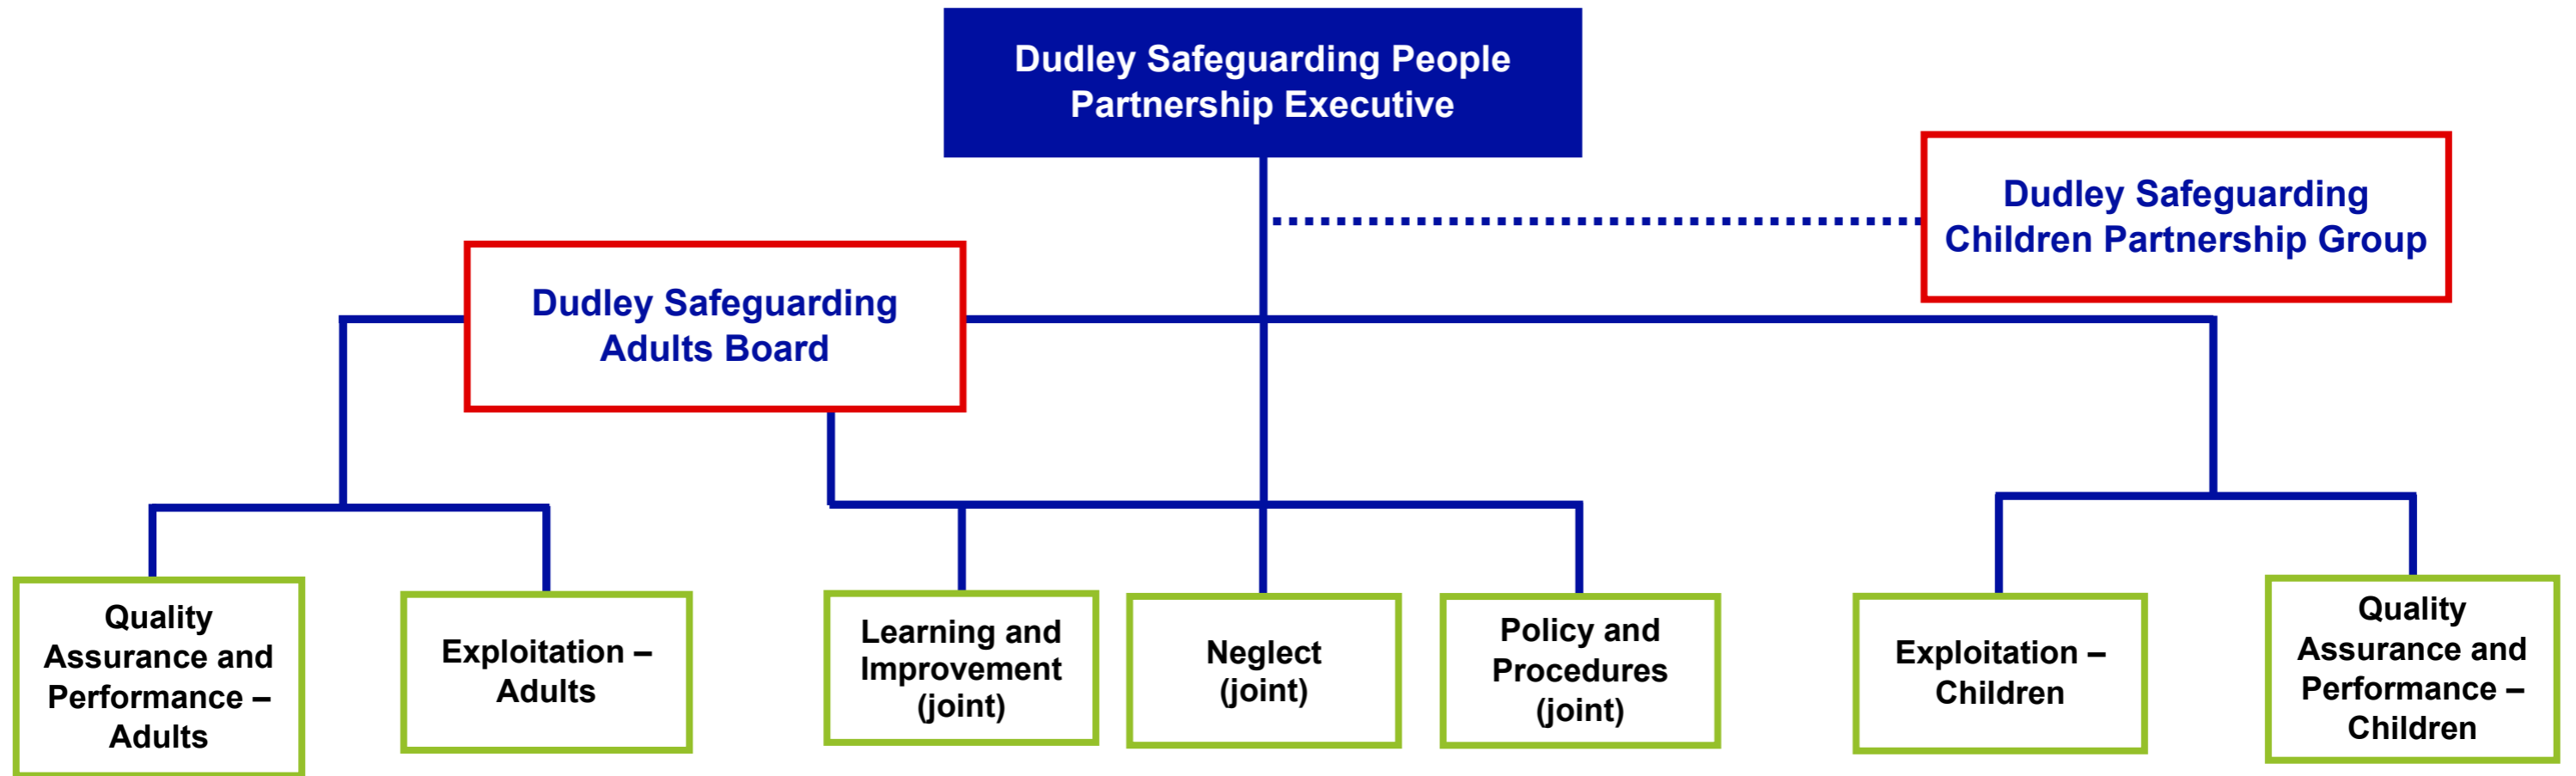 Dudley Safeguarding People
Partnership Executive
Dudley Safeguarding
Children Partnership Group
Dudley Safeguarding
Adults Board
Quality
Assurance and
Performance –
Adults
Exploitation –
Adults
Learning and
Improvement
(joint)
Neglect
(joint)
Policy and
Procedures
(joint)
Exploitation –
Children
Quality
Assurance and
Performance –
Children